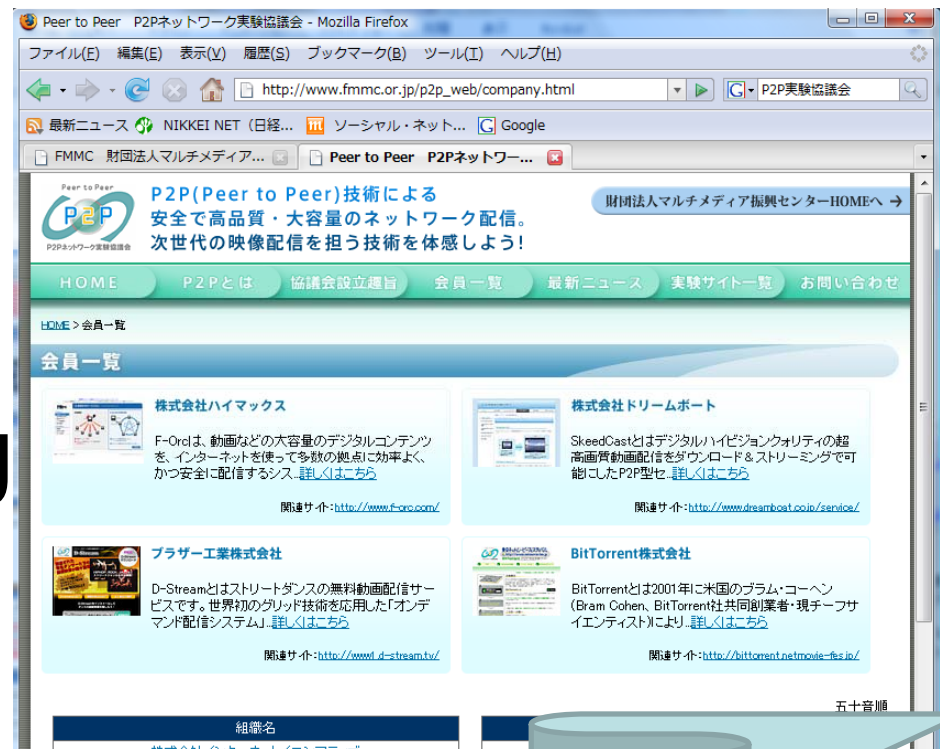 Peer to Peer P2Pネットワーク実験協議会 - Mozilla Firefox
ファイル(F) 編集(E) 表示(V) 履歴(S) ブックマーク(B) ツール(T) ヘルプ(H)
http://www.fmmc.or.jp/p2p_web/company.html
P2P実験協議会
最新ニュース NIKKEI NET (日経... ソーシャル・ネット... Google
FMMC 財団法人マルチメディア... Peer to Peer P2Pネットワー...
Peer to Peer
P2P
P2Pネットワーク実験協議会
P2P(Peer to Peer)技術による
安全で高品質・大容量のネットワーク配信。
次世代の映像配信を担う技術を体感しよう!
財団法人マルチメディア振興センターHOMEへ →
HOME P2Pとは 協議会設立趣旨 会員一覧 最新ニュース 実験サイト一覧 お問い合わせ
HOME > 会員一覧
会員一覧
株式会社ハイマックス
F-Orcは、動画などの大容量のデジタルコンテンツ
を、インターネットを使って多数の拠点に効率よく、
かつ安全に配信するシス...詳しくはこちら
関連サイト:http://www.f-orc.com/
株式会社ドリームボート
SkeedCastとはデジタルハイビジョンクォリティの超
高画質動画配信をダウンロード&ストリーミングで可
能にしたP2P型セ...詳しくはこちら
関連サイト:http://www.dreamboat.co.jp/service/
ブラザー工業株式会社
D-Streamとはストリートダンスの無料動画配信サー
ビスです。世界初のグリッド技術を応用した「オンデ
マンド配信システム」...詳しくはこちら
関連サイト:http://www1.d-stream.tv/
BitTorrent株式会社
BitTorrentとは2001年に米国のブラム・コーヘン
(Bram Cohen、BitTorrent社共同創業者・現チーフサ
イエンティスト)により...詳しくはこちら
関連サイト:http://bittorrent.netmovie-fes.jp/
五十音順
組織名